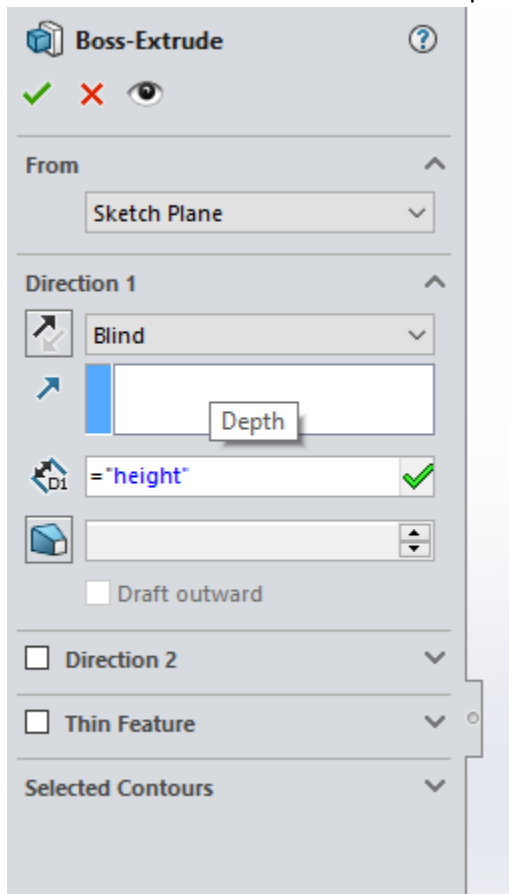 Boss-Extrude
?
From
Sketch Plane
Direction 1
Blind
Depth
D1 ="height"
Draft outward
Direction 2
Thin Feature
Selected Contours